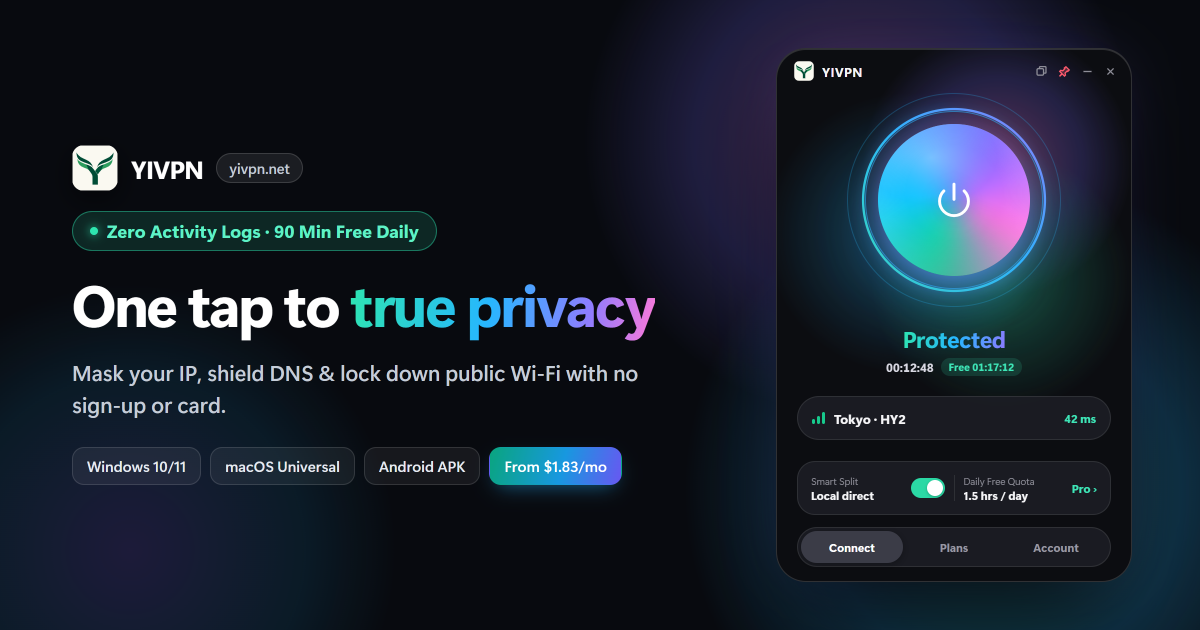 YIVPN
yivpn.net
Zero Activity Logs · 90 Min Free Daily
One tap to true privacy
Mask your IP, shield DNS & lock down public Wi-Fi with no
sign-up or card.
Windows 10/11
macOS Universal
Android APK
From $1.83/mo
YIVPN
Protected
00:12:48
Free 01:17:12
Tokyo · HY2
42 ms
Smart Split
Local direct
Daily Free Quota
1.5 hrs / day
Pro ›
Connect
Plans
Account